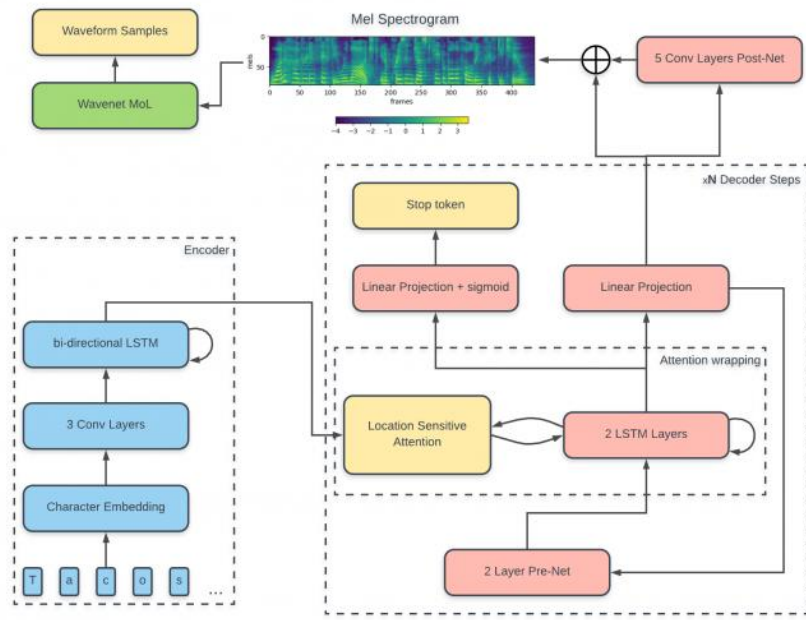 Mel Spectrogram
Waveform Samples
Wavenet MoL
mels
0
50
0 50 100 150 200 250 300 350 400
frames
−4 −3 −2 −1 0 1 2 3
5 Conv Layers Post-Net
xN Decoder Steps
Stop token
Linear Projection + sigmoid
Linear Projection
Attention wrapping
Location Sensitive
Attention
2 LSTM Layers
2 Layer Pre-Net
Encoder
bi-directional LSTM
3 Conv Layers
Character Embedding
T a c o s ...